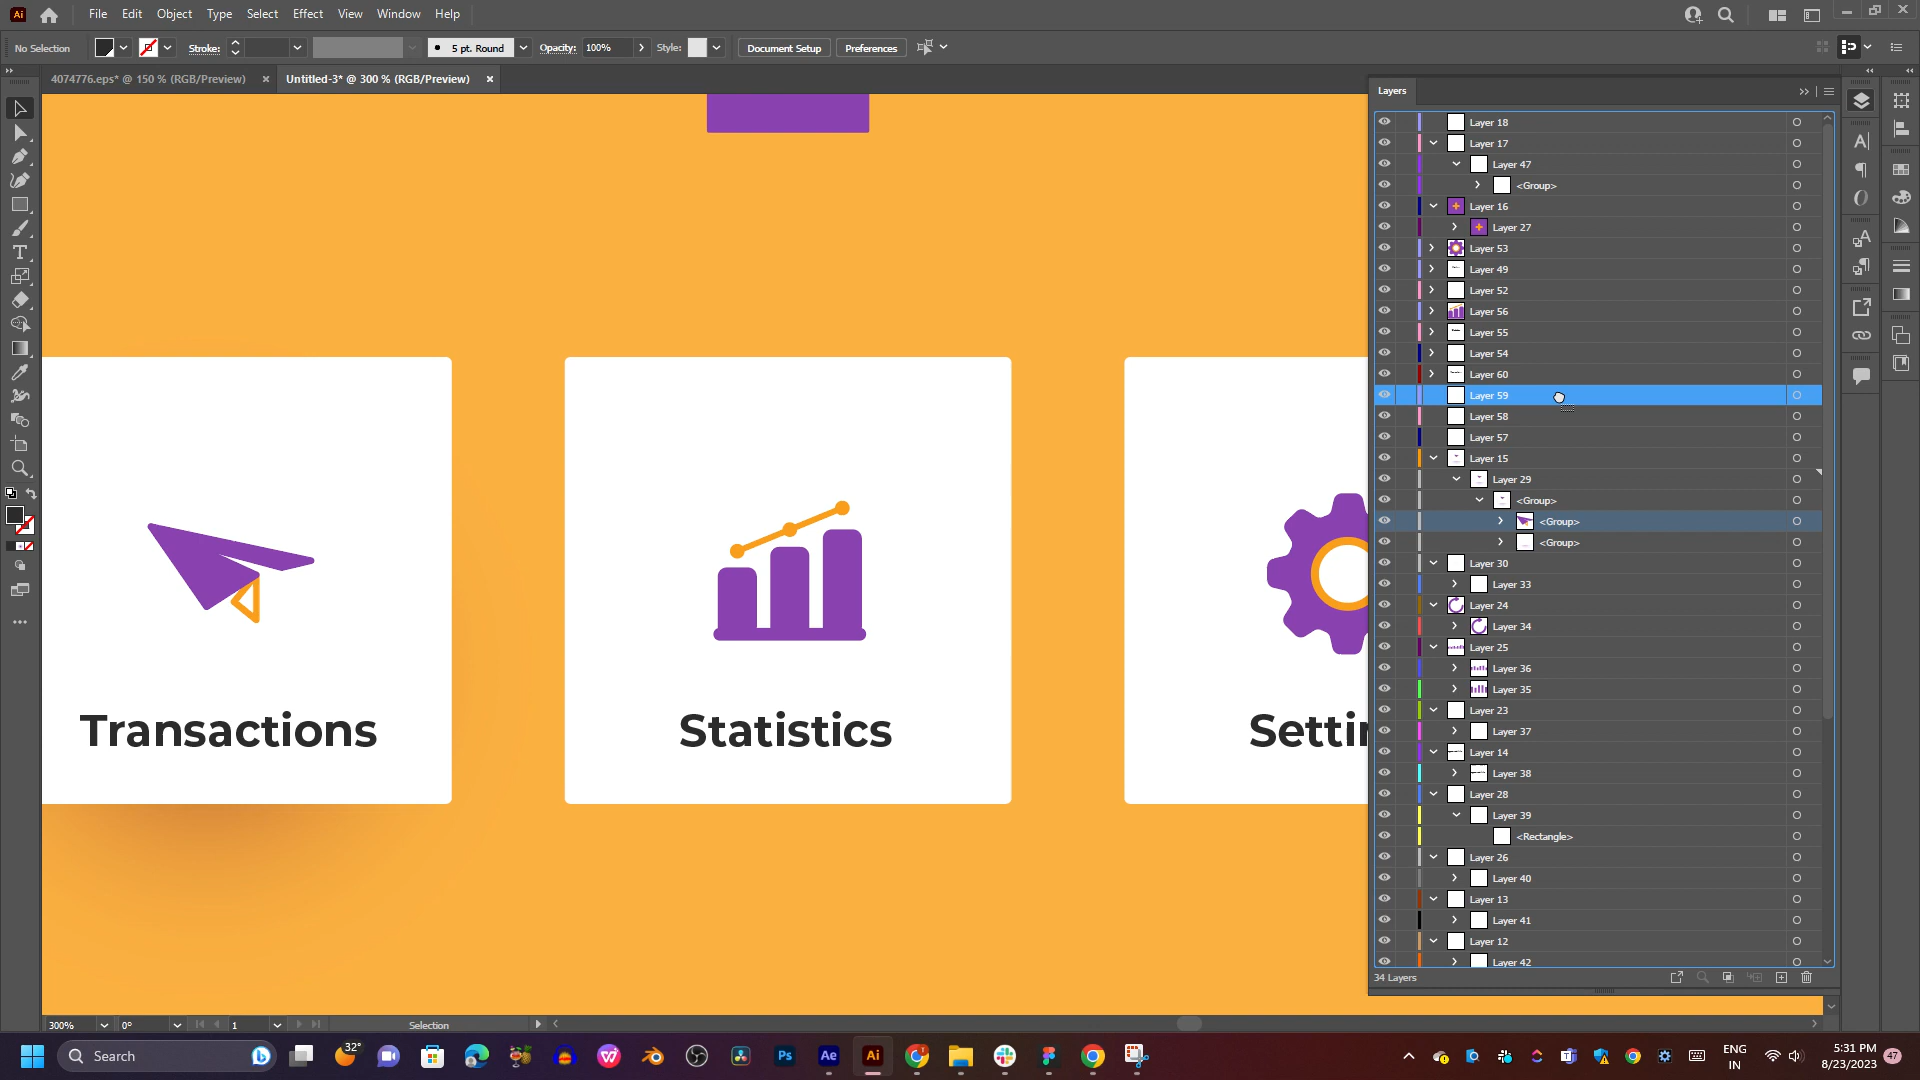 Ai File Edit Object Type Select Effect View Window Help
No Selection Stroke: 5 pt. Round Opacity: 100% Style: Document Setup Preferences
4074776.eps* @ 150 % (RGB/Preview) × Untitled-3* @ 300 % (RGB/Preview) ×
Layers
Layer 18
Layer 17
Layer 47
<Group>
Layer 16
Layer 27
Layer 53
Layer 49
Layer 52
Layer 56
Layer 55
Layer 54
Layer 60
Layer 59
Layer 58
Layer 57
Layer 15
Layer 29
<Group>
<Group>
<Group>
Layer 30
Layer 33
Layer 24
Layer 34
Layer 25
Layer 36
Layer 35
Layer 23
Layer 37
Layer 14
Layer 38
Layer 28
Layer 39
<Rectangle>
Layer 26
Layer 40
Layer 13
Layer 41
Layer 12
Layer 42
34 Layers
Transactions
Statistics
Settin
300% 0° 1 Selection
Search
32°
Ps
Ae
Ai
ENG
IN
5:31 PM
8/23/2023
47